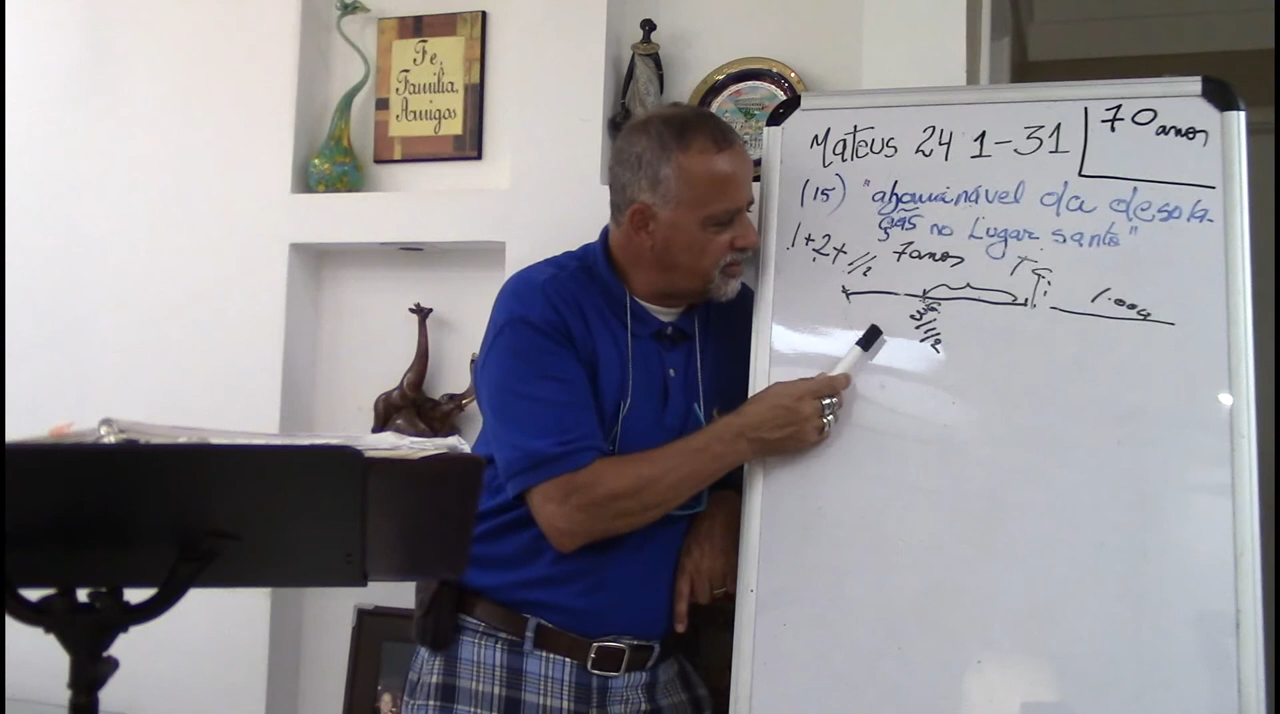 Fe,
Familia,
Amigos
Mateus 24 1-31
70 anos
(15) "abominável da desola-
ção no Lugar santo"
1+2+1/2 7 anos
T G
3 1/2
1.000